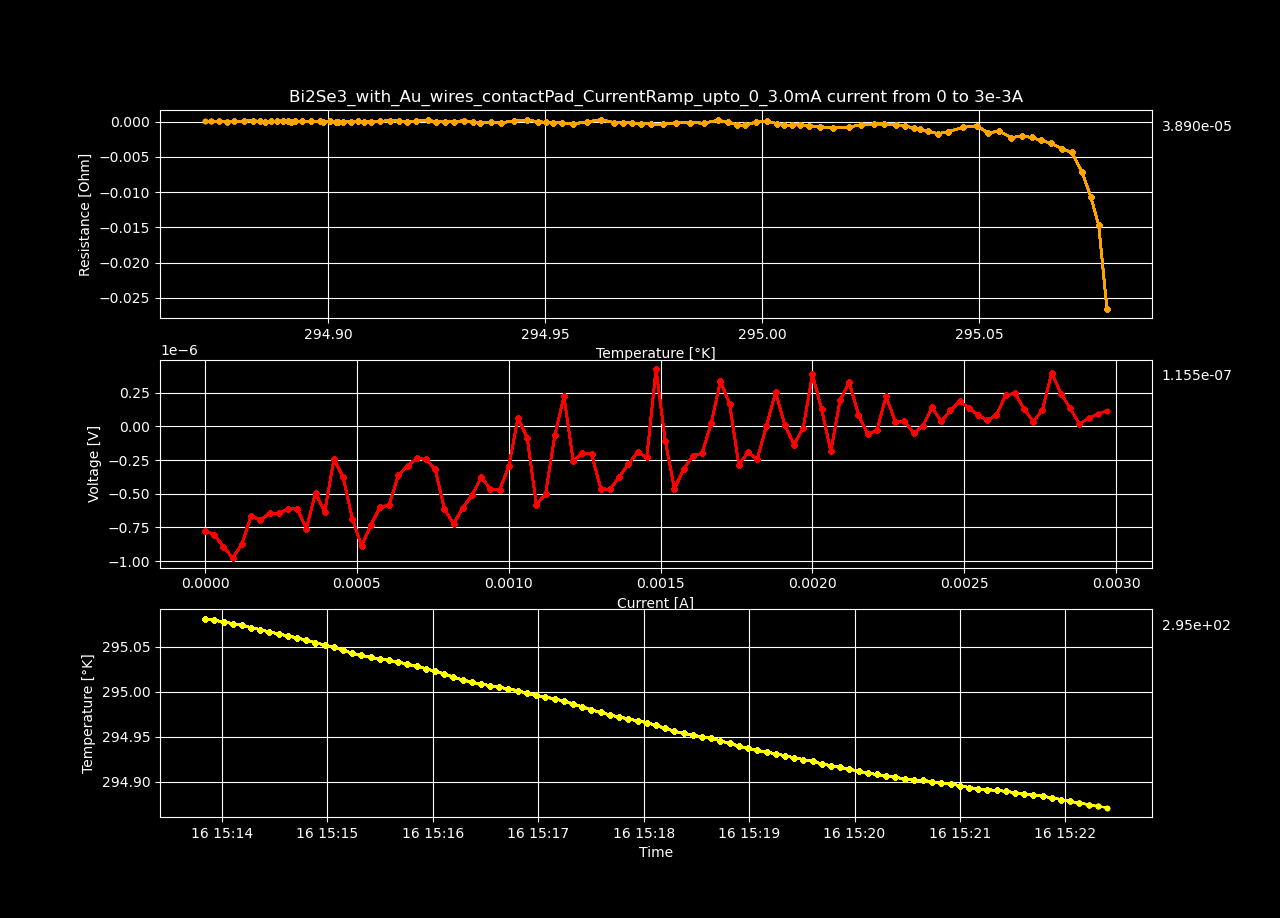 Bi2Se3_with_Au_wires_contactPad_CurrentRamp_upto_0_3.0mA current from 0 to 3e-3A
Resistance [Ohm]
0.000
−0.005
−0.010
−0.015
−0.020
−0.025
3.890e-05
294.90 294.95 295.00 295.05
Temperature [°K]
1e−6
Voltage [V]
0.25
0.00
−0.25
−0.50
−0.75
−1.00
1.155e-07
0.0000 0.0005 0.0010 0.0015 0.0020 0.0025 0.0030
Current [A]
Temperature [°K]
295.05
295.00
294.95
294.90
2.95e+02
16 15:14 16 15:15 16 15:16 16 15:17 16 15:18 16 15:19 16 15:20 16 15:21 16 15:22
Time